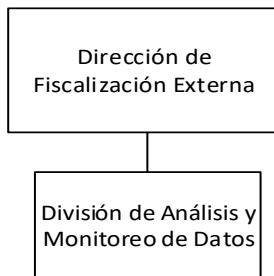 Dirección de
Fiscalización Externa
División de Análisis y
Monitoreo de Datos